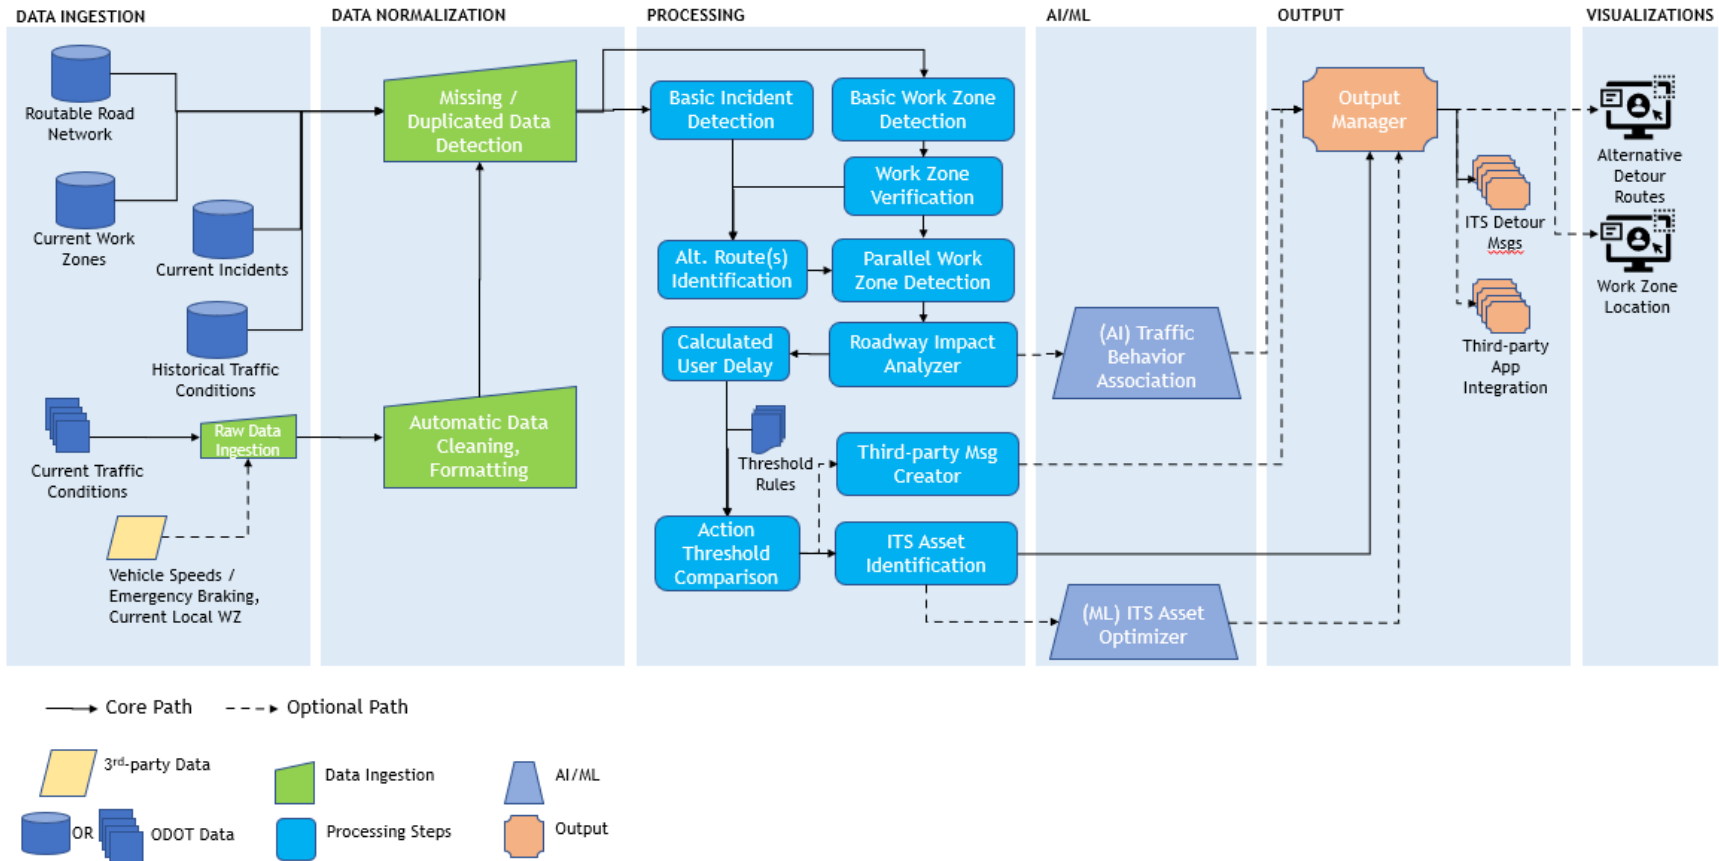 DATA INGESTION
DATA NORMALIZATION
PROCESSING
AI/ML
OUTPUT
VISUALIZATIONS
Routable Road
Network
Current Work
Zones
Current Incidents
Historical Traffic
Conditions
Current Traffic
Conditions
Raw Data
Ingestion
Vehicle Speeds /
Emergency Braking,
Current Local WZ
Missing /
Duplicated Data
Detection
Automatic Data
Cleaning,
Formatting
Basic Incident
Detection
Basic Work Zone
Detection
Work Zone
Verification
Alt. Route(s)
Identification
Parallel Work
Zone Detection
Calculated
User Delay
Roadway Impact
Analyzer
Threshold
Rules
Third-party Msg
Creator
Action
Threshold
Comparison
ITS Asset
Identification
(AI) Traffic
Behavior
Association
(ML) ITS Asset
Optimizer
Output
Manager
ITS Detour
Msgs
Third-party
App
Integration
Alternative
Detour
Routes
Work Zone
Location
Core Path
Optional Path
3rd-party Data
Data Ingestion
AI/ML
OR
ODOT Data
Processing Steps
Output